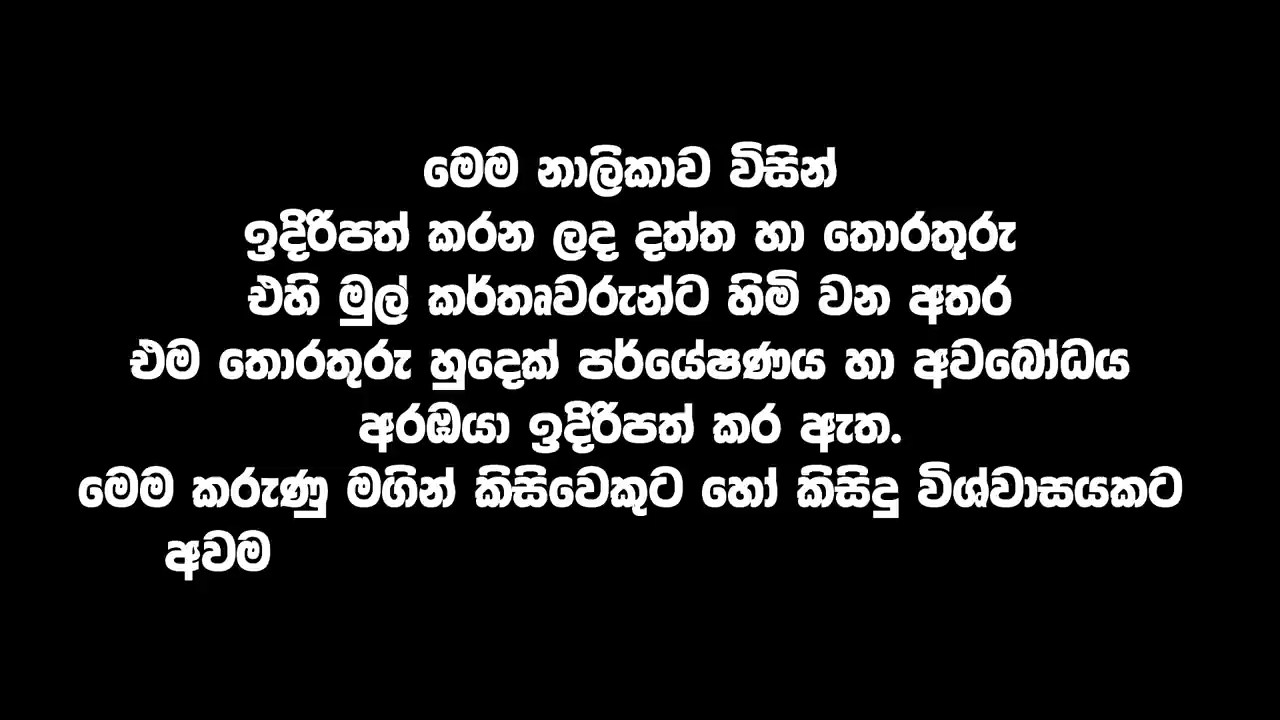 මෙම නාලිකාව විසින්
ඉදිරිපත් කරන ලද දත්ත හා තොරතුරු
එහි මුල් කර්තෘවරුන්ට හිමි වන අතර
එම තොරතුරු හුදෙක් පර්යේෂණය හා අවබෝධය
අරඹයා ඉදිරිපත් කර ඇත.
මෙම කරුණු මගින් කිසිවෙකුට හෝ කිසිදු විශ්වාසයකට
අවම